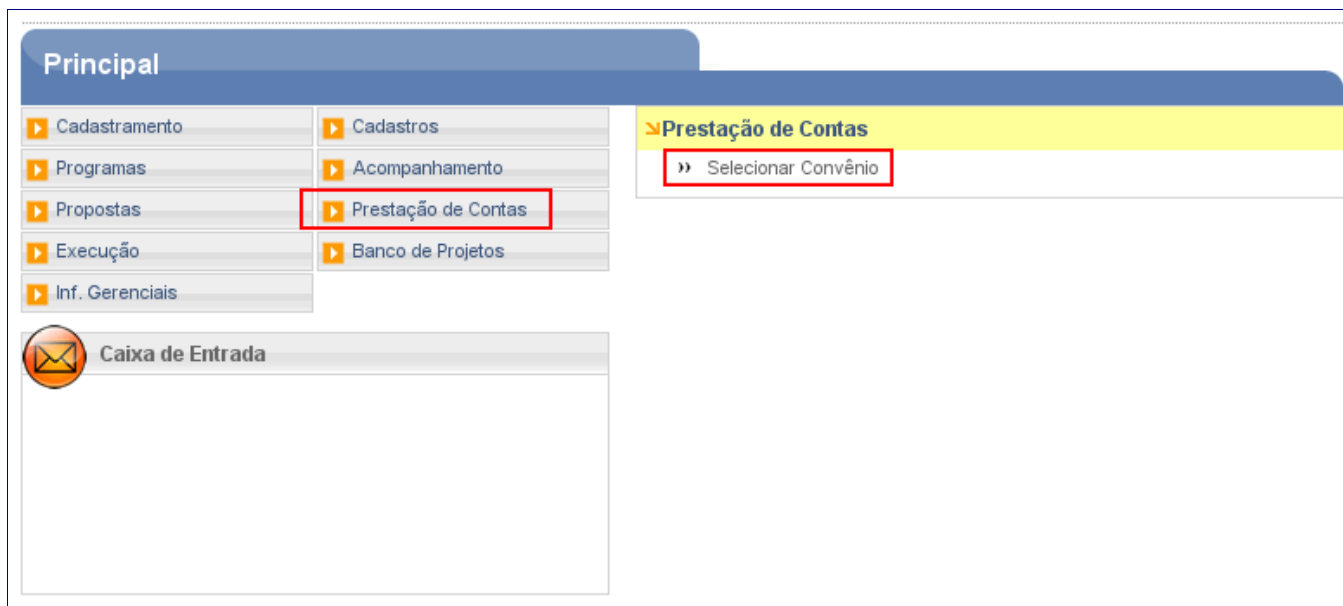 Principal
Cadastramento
Cadastros
Programas
Acompanhamento
Propostas
Prestação de Contas
Execução
Banco de Projetos
Inf. Gerenciais
Caixa de Entrada
Prestação de Contas
Selecionar Convênio